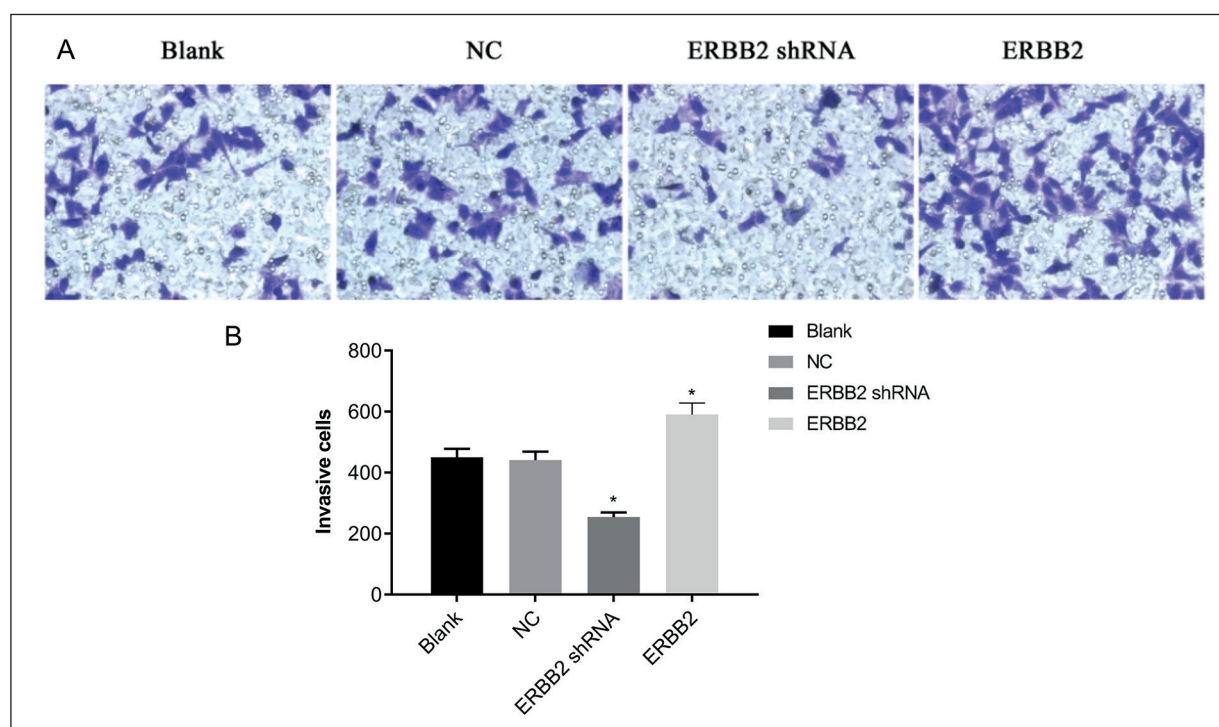 A
Blank
NC
ERBB2 shRNA
ERBB2
B
Blank
NC
ERBB2 shRNA
ERBB2
Invasive cells
800
600
400
200
0
*
*
Blank
NC
ERBB2 shRNA
ERBB2